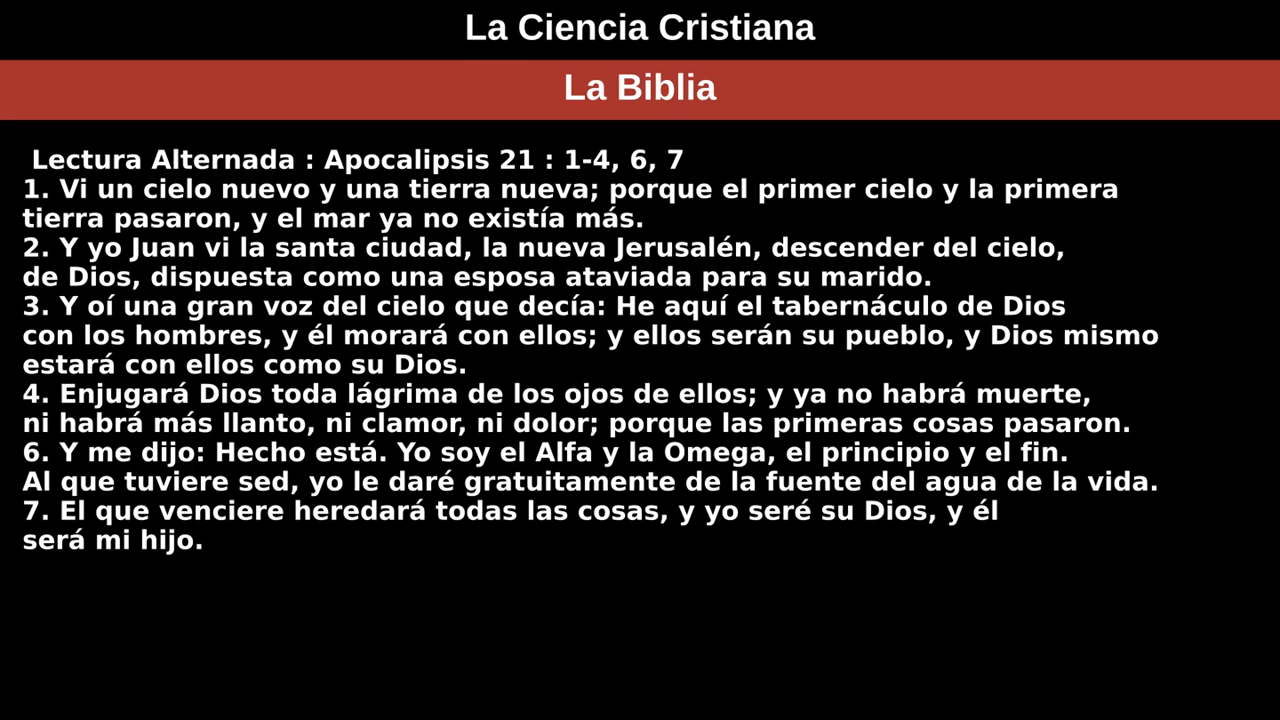 La Ciencia Cristiana
La Biblia
Lectura Alternada : Apocalipsis 21 : 1-4, 6, 7
1. Vi un cielo nuevo y una tierra nueva; porque el primer cielo y la primera
tierra pasaron, y el mar ya no existía más.
2. Y yo Juan vi la santa ciudad, la nueva Jerusalén, descender del cielo,
de Dios, dispuesta como una esposa ataviada para su marido.
3. Y oí una gran voz del cielo que decía: He aquí el tabernáculo de Dios
con los hombres, y él morará con ellos; y ellos serán su pueblo, y Dios mismo
estará con ellos como su Dios.
4. Enjugará Dios toda lágrima de los ojos de ellos; y ya no habrá muerte,
ni habrá más llanto, ni clamor, ni dolor; porque las primeras cosas pasaron.
6. Y me dijo: Hecho está. Yo soy el Alfa y la Omega, el principio y el fin.
Al que tuviere sed, yo le daré gratuitamente de la fuente del agua de la vida.
7. El que venciere heredará todas las cosas, y yo seré su Dios, y él
será mi hijo.